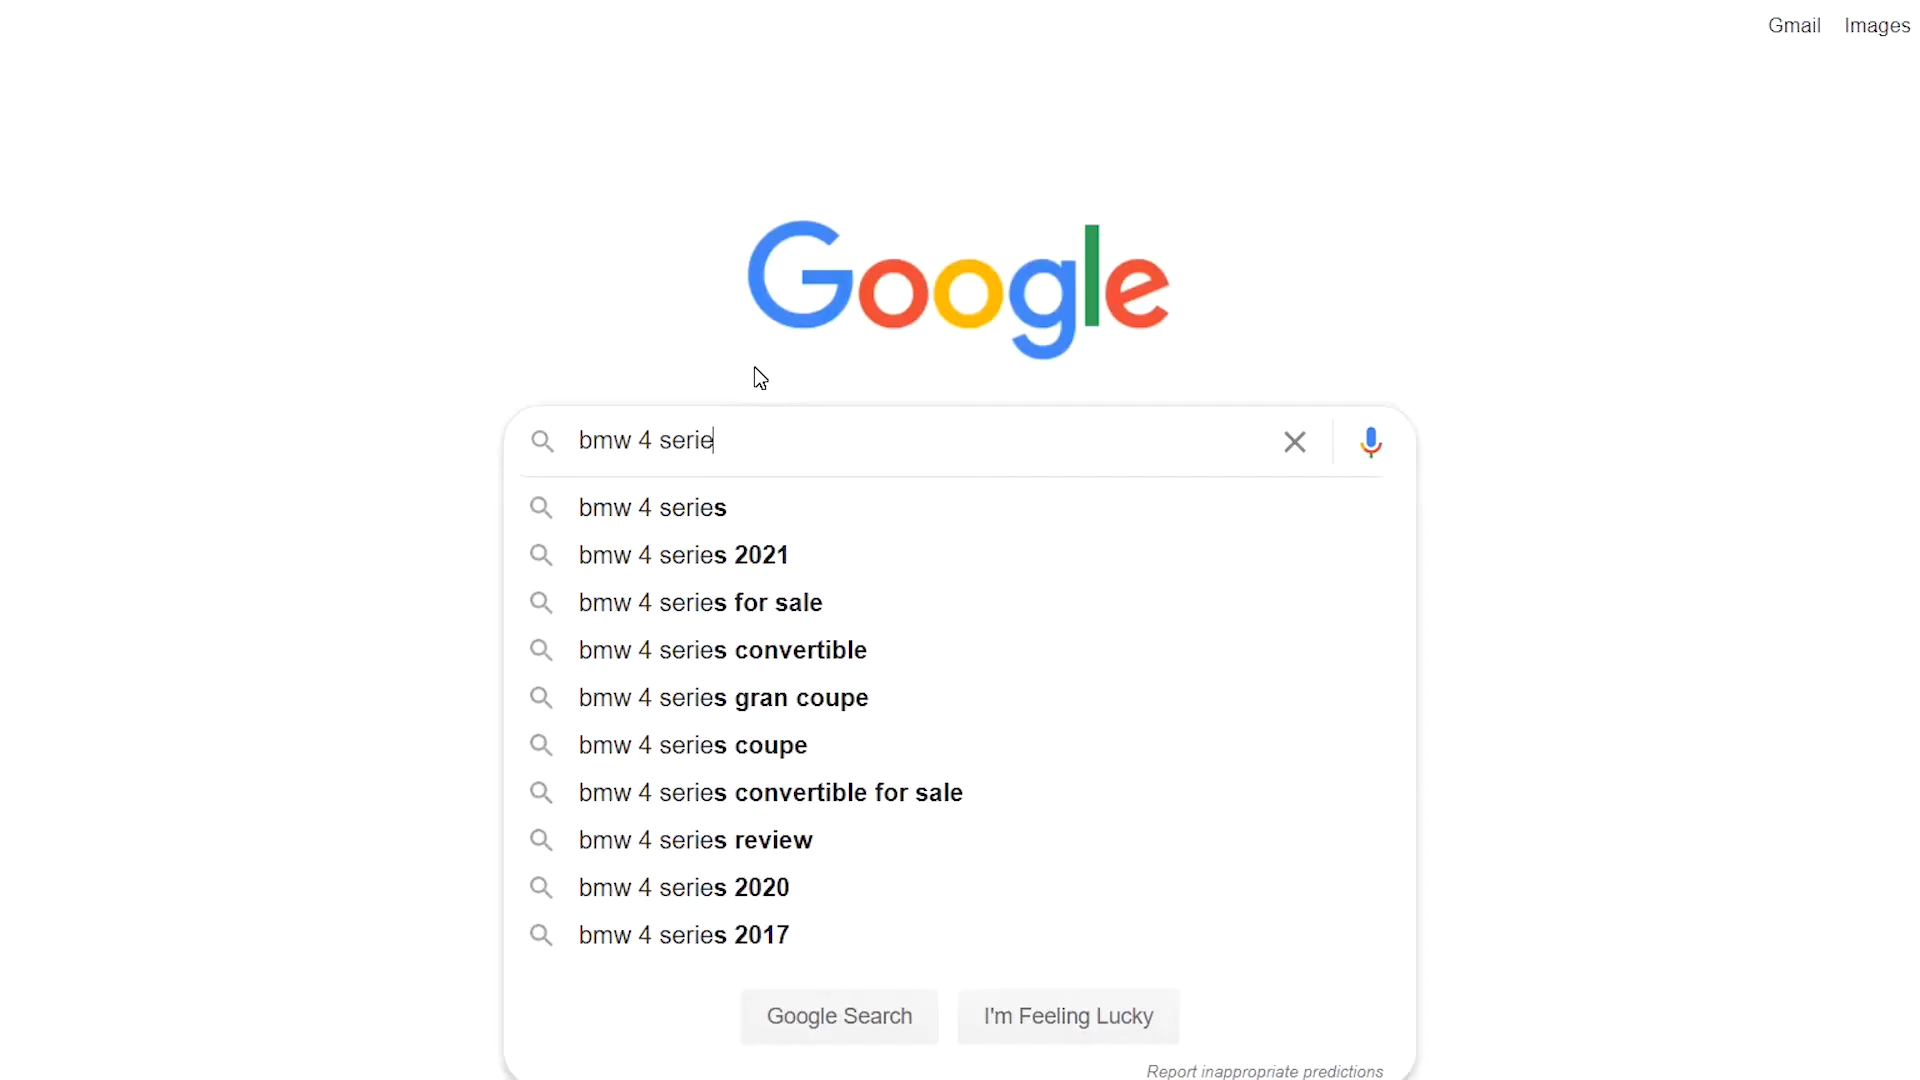 Gmail Images
Google
bmw 4 serie
bmw 4 series
bmw 4 series 2021
bmw 4 series for sale
bmw 4 series convertible
bmw 4 series gran coupe
bmw 4 series coupe
bmw 4 series convertible for sale
bmw 4 series review
bmw 4 series 2020
bmw 4 series 2017
Google Search I'm Feeling Lucky
Report inappropriate predictions